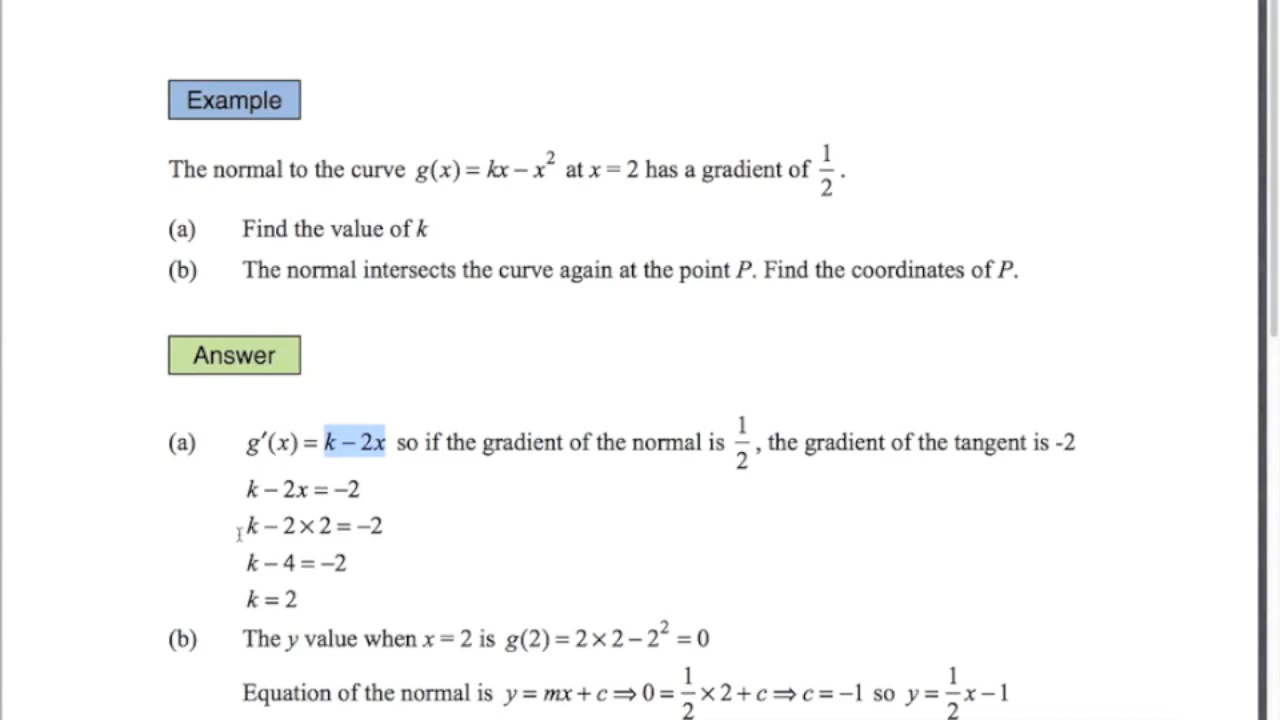 Example
The normal to the curve g(x) = kx − x² at x = 2 has a gradient of 1/2 .
(a) Find the value of k
(b) The normal intersects the curve again at the point P. Find the coordinates of P.
Answer
(a) g′(x) = k − 2x so if the gradient of the normal is 1/2 , the gradient of the tangent is -2
k − 2x = −2
k − 2 × 2 = −2
k − 4 = −2
k = 2
(b) The y value when x = 2 is g(2) = 2 × 2 − 2² = 0
Equation of the normal is y = mx + c ⇒ 0 = 1/2 × 2 + c ⇒ c = −1 so y = 1/2 x − 1